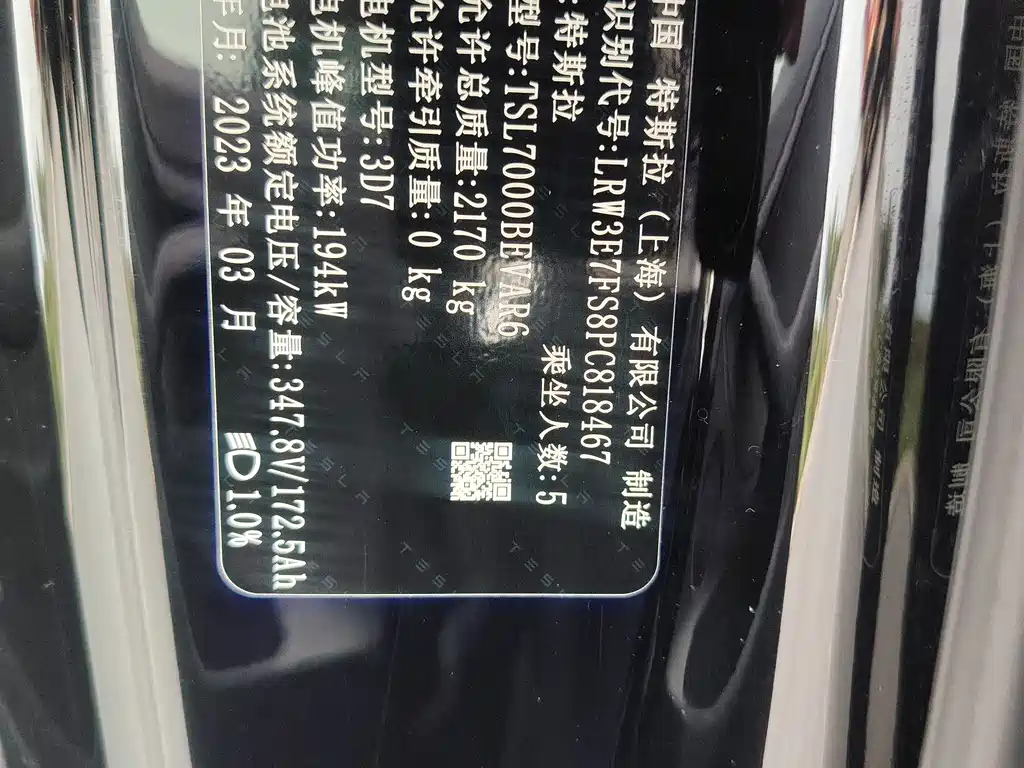 中国 特斯拉（上海）有限公司 制造
识别代号:LRW3E7FS8PC818467
:特斯拉 乘坐人数:5
型号:TSL7000BEVAR6
允许总质量:2170 kg
允许牵引质量:0 kg
电机型号:3D7
电机峰值功率:194kW
电池系统额定电压/容量:347.8V/172.5Ah
年月: 2023 年 03 月 1.0%
TESLA